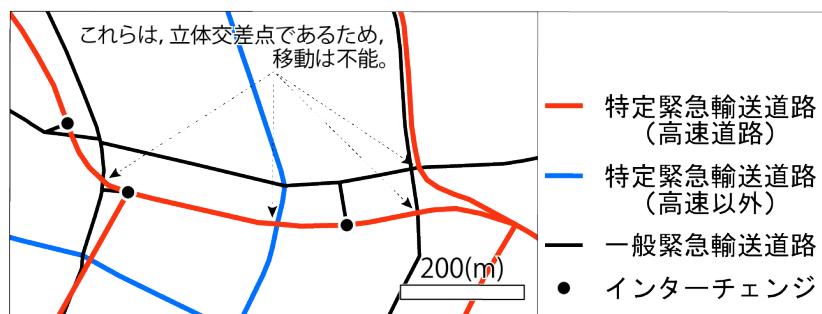 これらは，立体交差点であるため，
移動は不能。
200(m)
特定緊急輸送道路
（高速道路）
特定緊急輸送道路
（高速以外）
一般緊急輸送道路
インターチェンジ